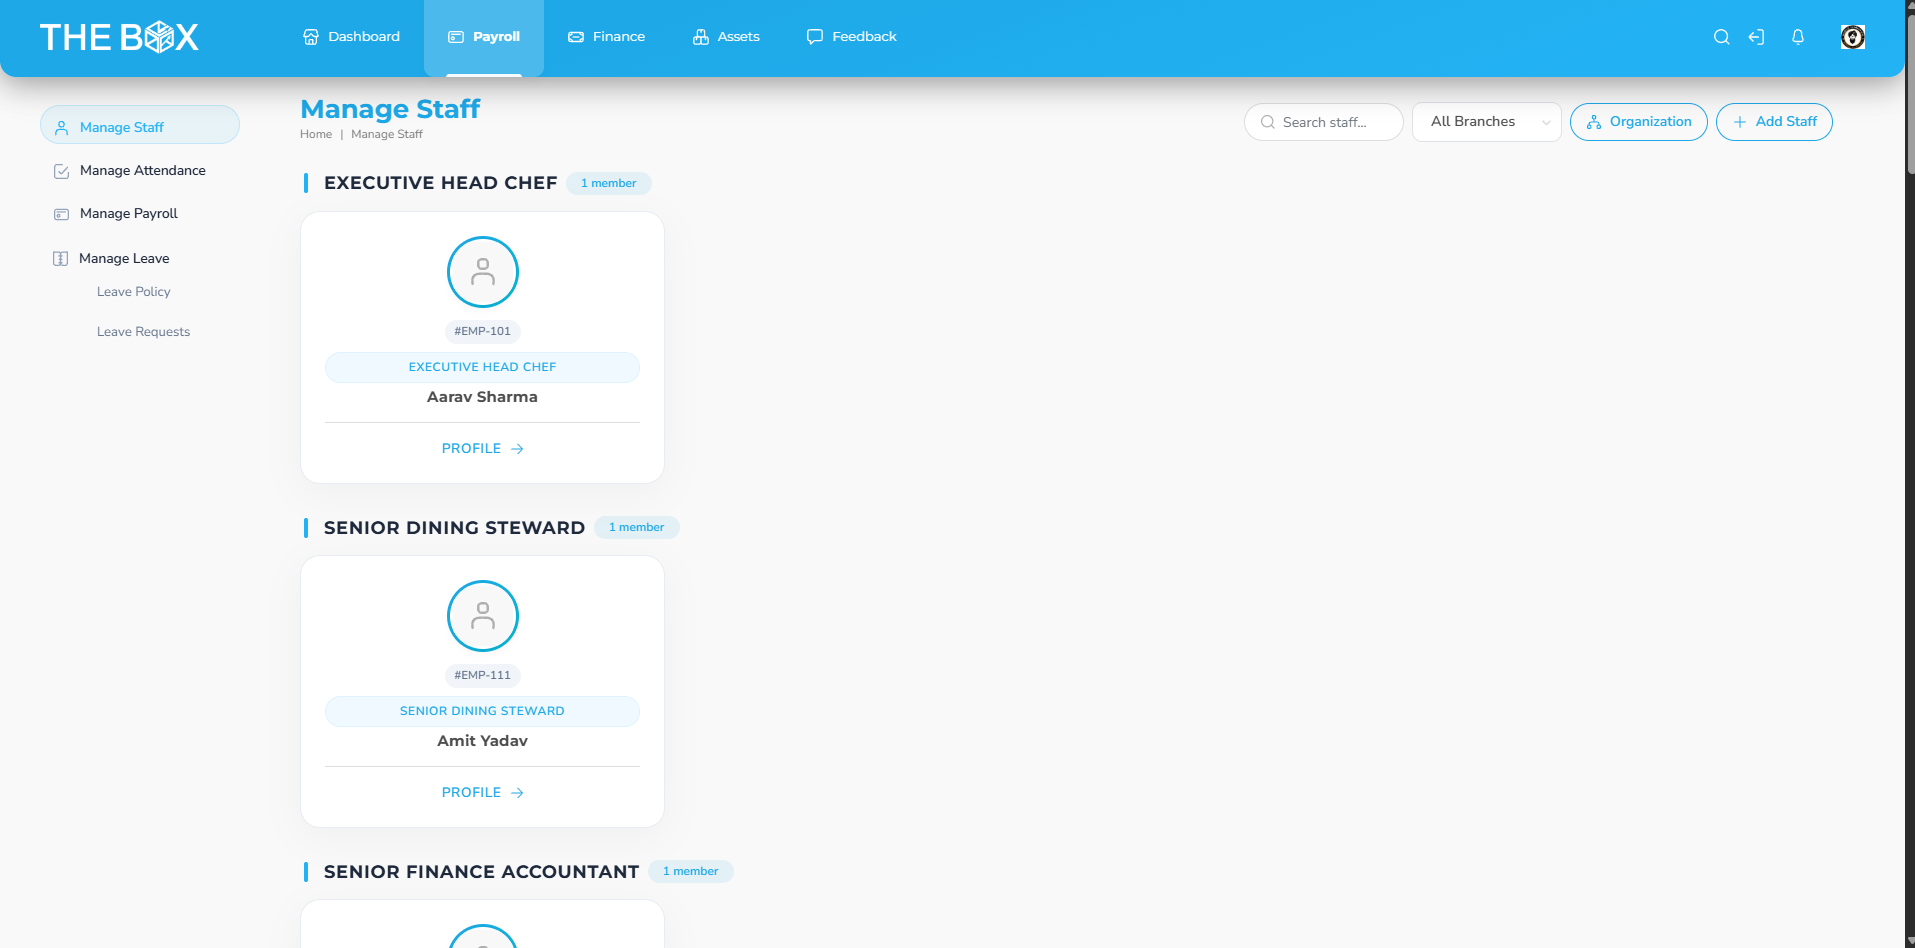 THE BOX
Dashboard
Payroll
Finance
Assets
Feedback
Manage Staff
Manage Attendance
Manage Payroll
Manage Leave
Leave Policy
Leave Requests
Manage Staff
Home | Manage Staff
Search staff...
All Branches
Organization
Add Staff
EXECUTIVE HEAD CHEF 1 member
#EMP-101
EXECUTIVE HEAD CHEF
Aarav Sharma
PROFILE
SENIOR DINING STEWARD 1 member
#EMP-111
SENIOR DINING STEWARD
Amit Yadav
PROFILE
SENIOR FINANCE ACCOUNTANT 1 member